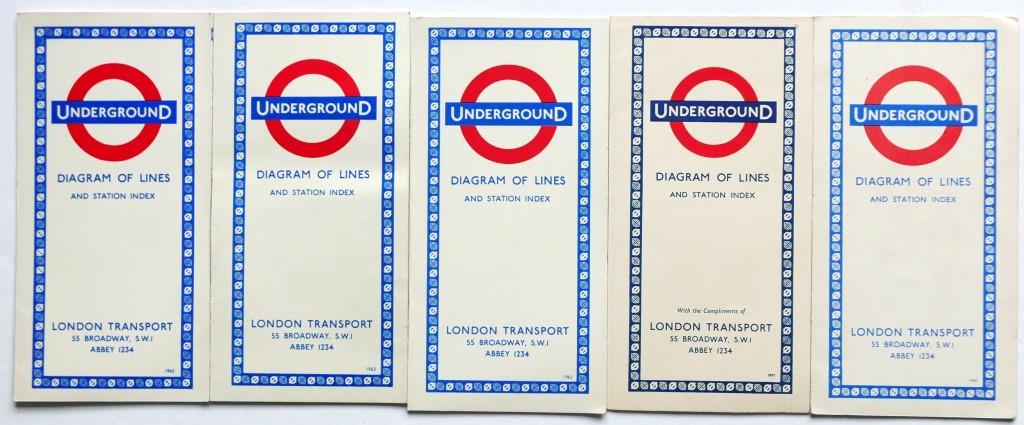 UNDERGROUND
DIAGRAM OF LINES
AND STATION INDEX
LONDON TRANSPORT
55 BROADWAY, S.W.1
ABBEY 1234
UNDERGROUND
DIAGRAM OF LINES
AND STATION INDEX
LONDON TRANSPORT
55 BROADWAY, S.W.1
ABBEY 1234
1962
UNDERGROUND
DIAGRAM OF LINES
AND STATION INDEX
LONDON TRANSPORT
55 BROADWAY, S.W.1
ABBEY 1234
1962
UNDERGROUND
DIAGRAM OF LINES
AND STATION INDEX
With the Compliments of
LONDON TRANSPORT
55 BROADWAY, S.W.1
ABBEY 1234
UNDERGROUND
DIAGRAM OF LINES
AND STATION INDEX
LONDON TRANSPORT
55 BROADWAY, S.W.1
ABBEY 1234